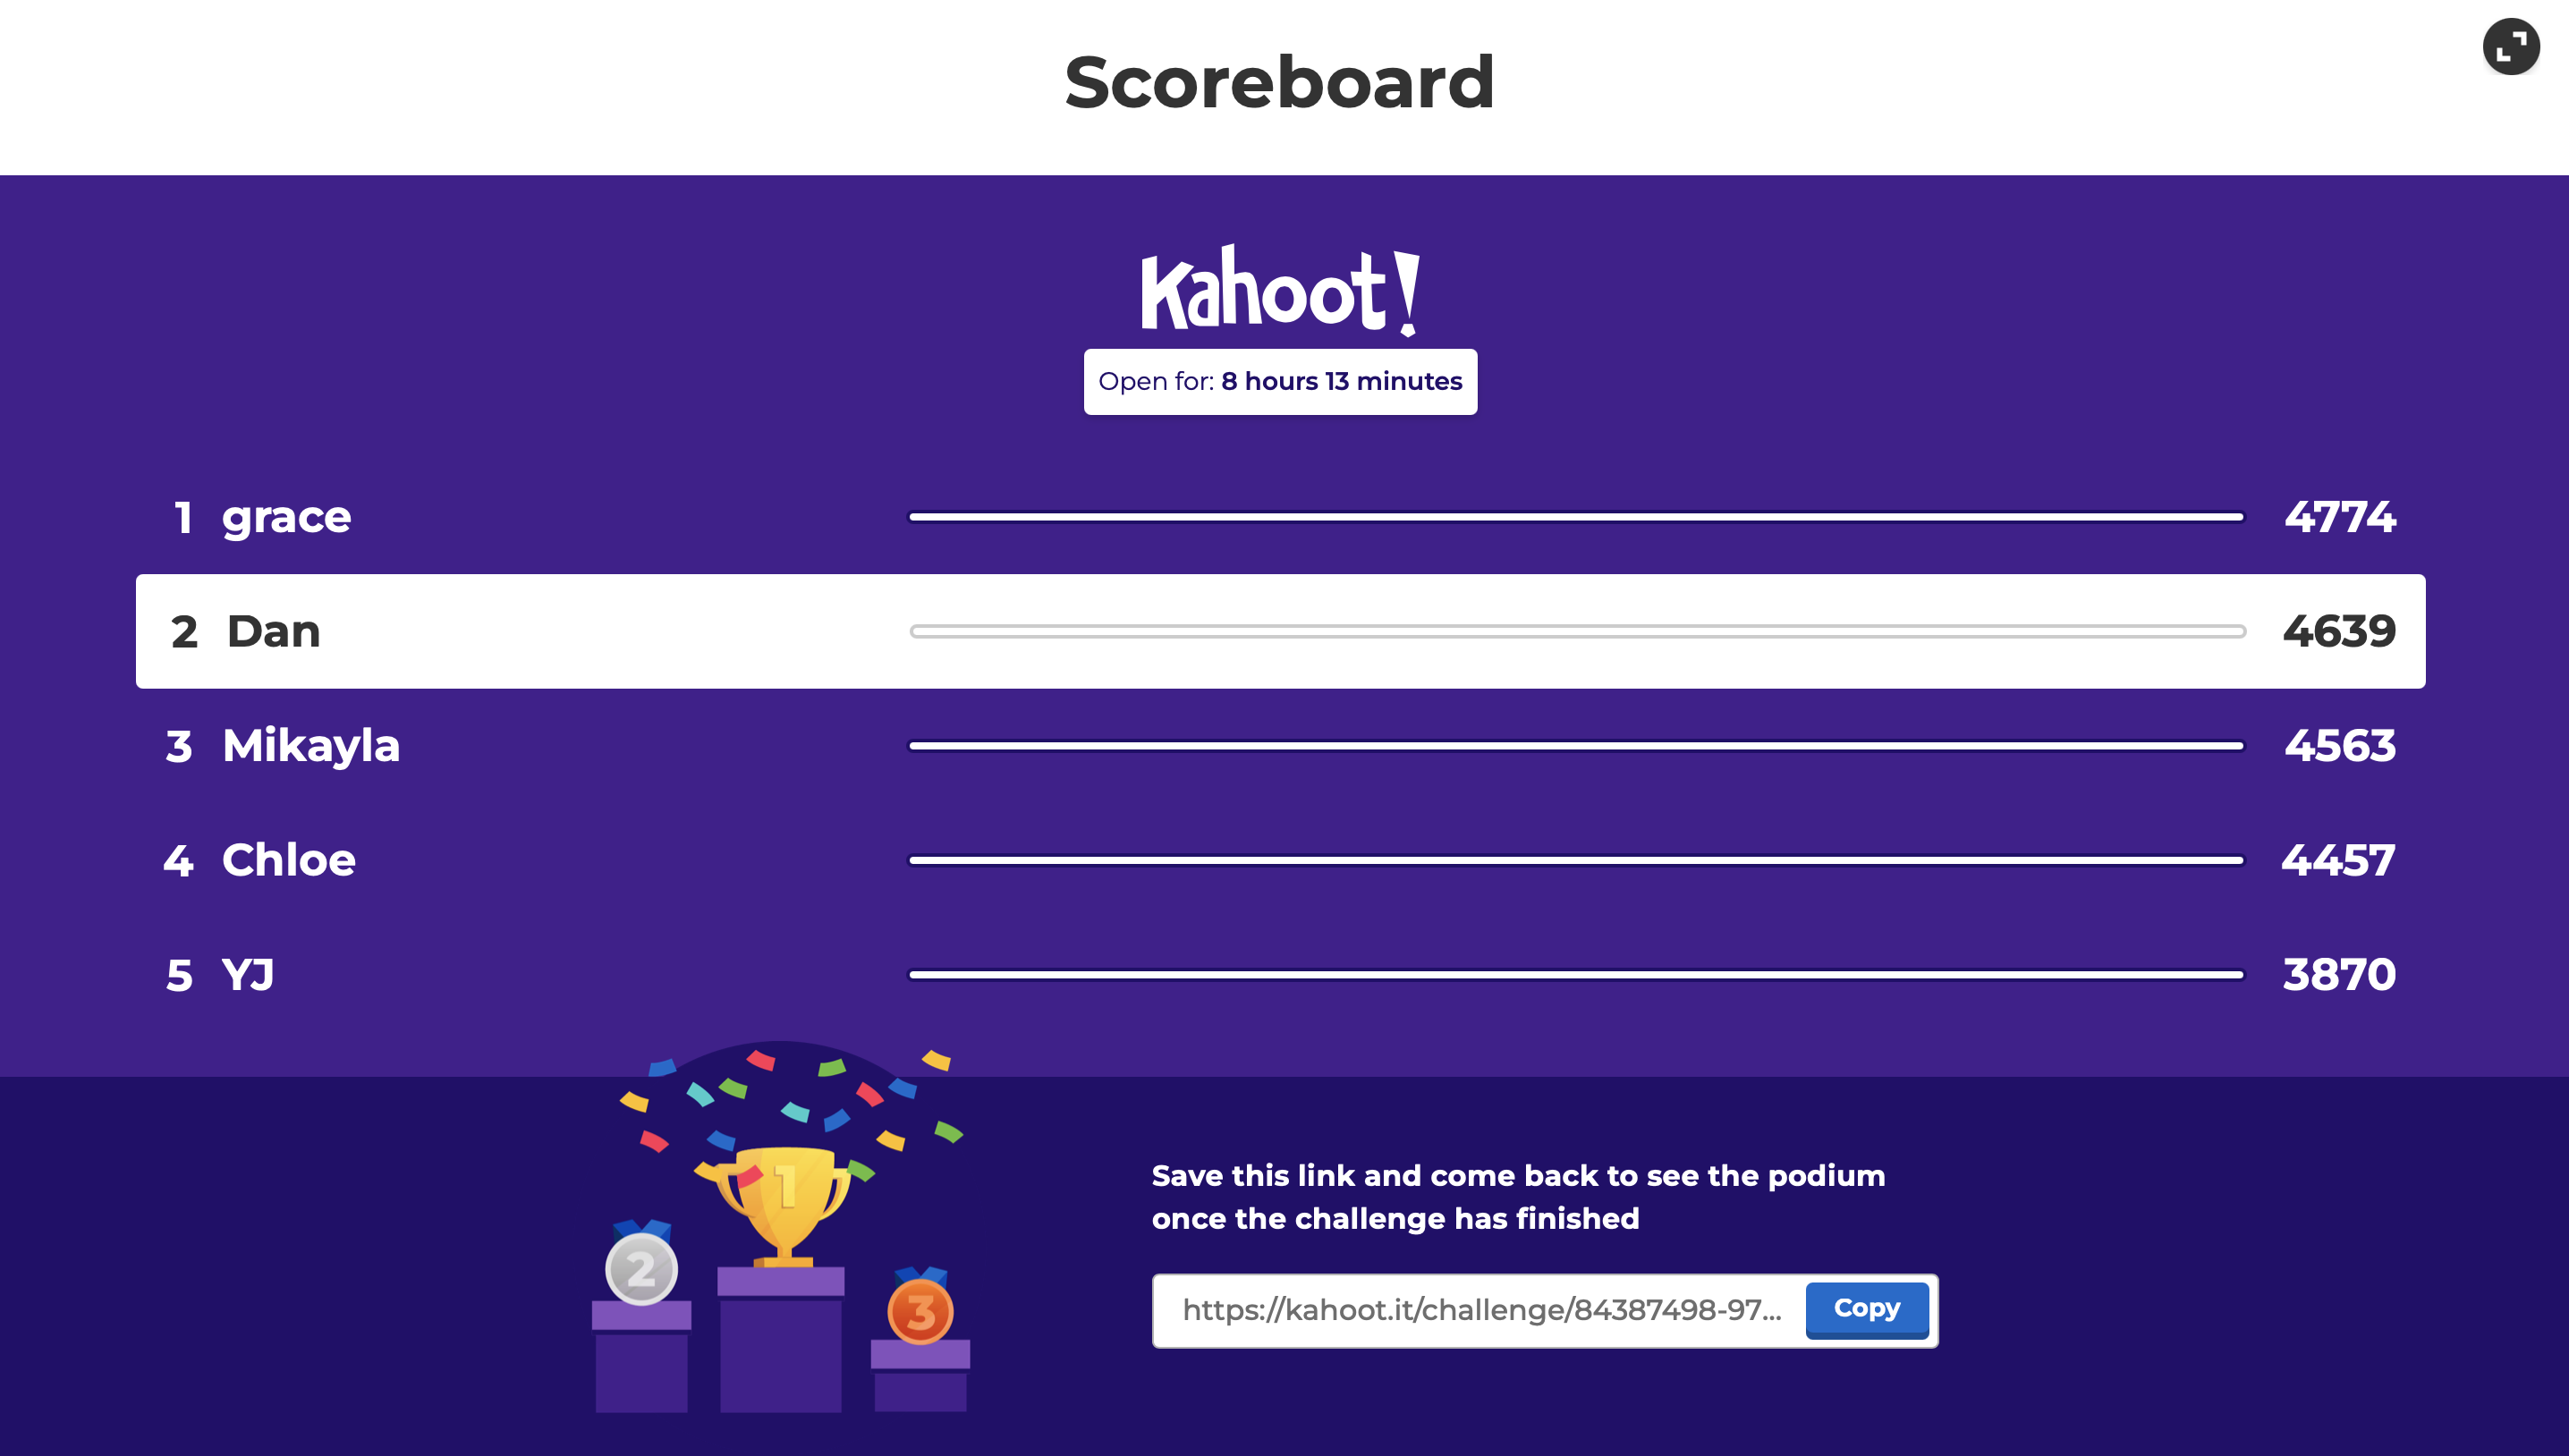 Scoreboard
Kahoot!
Open for: 8 hours 13 minutes
1 grace 4774
2 Dan 4639
3 Mikayla 4563
4 Chloe 4457
5 YJ 3870
1
2
3
Save this link and come back to see the podium
once the challenge has finished
https://kahoot.it/challenge/84387498-97... Copy